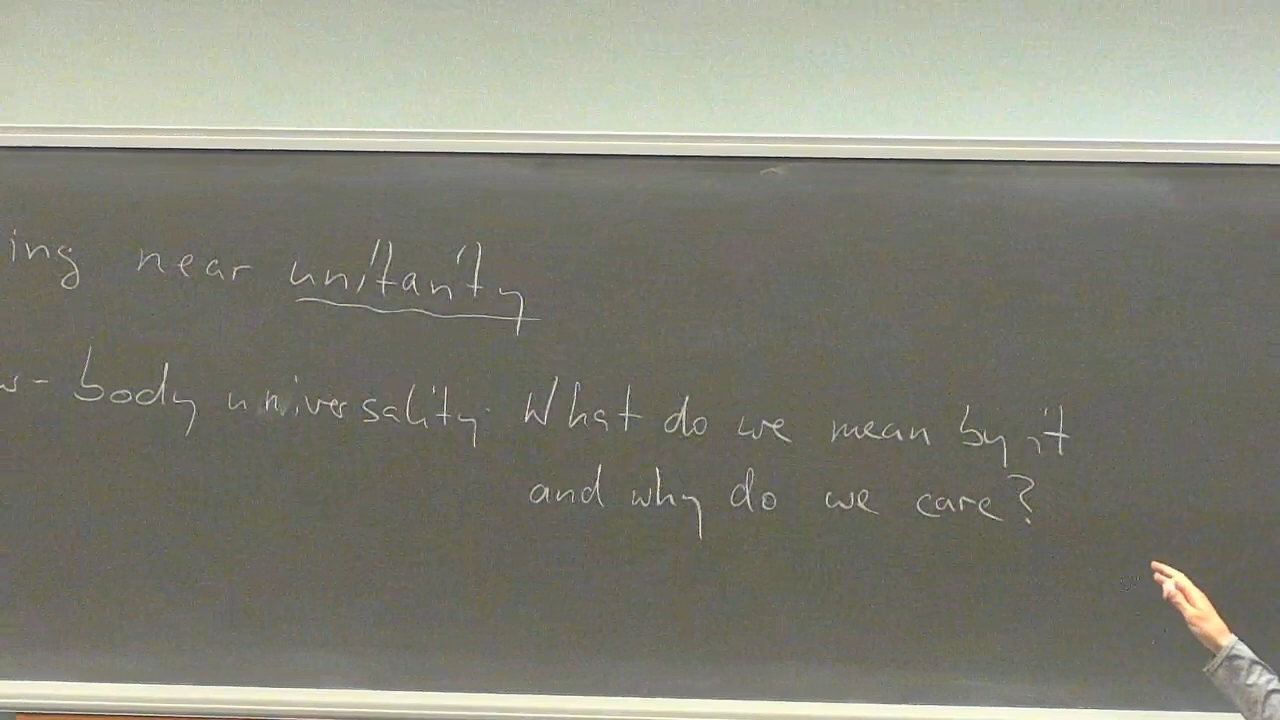 ing near unitarity
w-body universality. What do we mean by it
and why do we care?